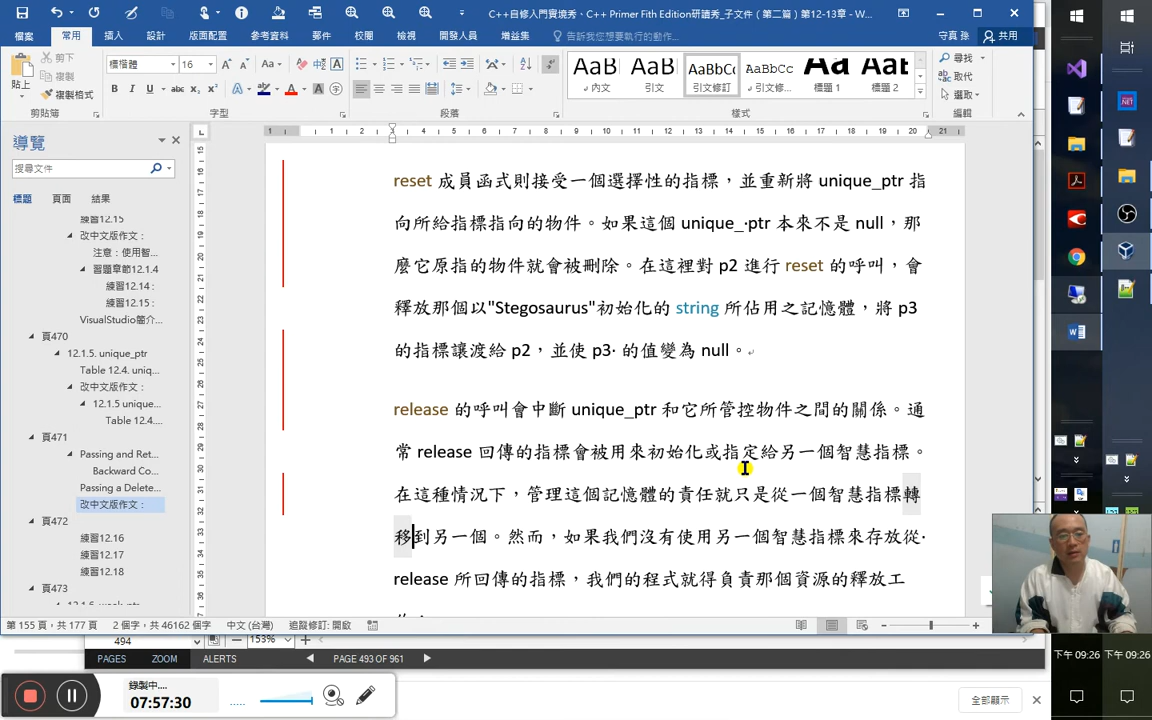 C++自修入門實境秀、C++ Primer Fith Edition研讀秀_子文件（第二篇）第12-13章 - W...
檔案 常用 插入 設計 版面配置 參考資料 郵件 校閱 檢視 開發人員 增益集 告訴我您想要執行的動作... 守真 孫 共用
貼上
剪下
複製
複製格式
標楷體 16
B I U abc x₂ x²
AaBb 內文
AaBb 引文
AaBbCc 引文修訂
AaBbCc 引文修...
Aa 標題 1
Aat 標題 2
尋找
取代
選取
剪貼簿 字型 段落 樣式 編輯
導覽
搜尋文件
標題 頁面 結果
練習12.15
改中文版作文：
注意：使用智...
習題章節12.1.4
練習12.14：
練習12.15：
VisualStudio簡介...
頁470
12.1.5. unique_ptr
Table 12.4. uniq...
改中文版作文：
12.1.5 unique...
Table 12.4....
頁471
Passing and Ret...
Backward Co...
Passing a Delete...
改中文版作文：
頁472
練習12.16
練習12.17
練習12.18
頁473
reset 成員函式則接受一個選擇性的指標，並重新將 unique_ptr 指
向所給指標指向的物件。如果這個 unique_·ptr 本來不是 null，那
麼它原指的物件就會被刪除。在這裡對 p2 進行 reset 的呼叫，會
釋放那個以"Stegosaurus"初始化的 string 所佔用之記憶體，將 p3
的指標讓渡給 p2，並使 p3· 的值變為 null。
release 的呼叫會中斷 unique_ptr 和它所管控物件之間的關係。通
常 release 回傳的指標會被用來初始化或指定給另一個智慧指標。
在這種情況下，管理這個記憶體的責任就只是從一個智慧指標轉
移到另一個。然而，如果我們沒有使用另一個智慧指標來存放從·
release 所回傳的指標，我們的程式就得負責那個資源的釋放工
第 155 頁，共 177 頁 2 個字，共 46162 個字 中文 (台灣) 追蹤修訂: 開啟 153%
494
PAGES ZOOM ALERTS PAGE 493 OF 961
錄製中....
07:57:30
全部顯示
下午 09:26 下午 09:26